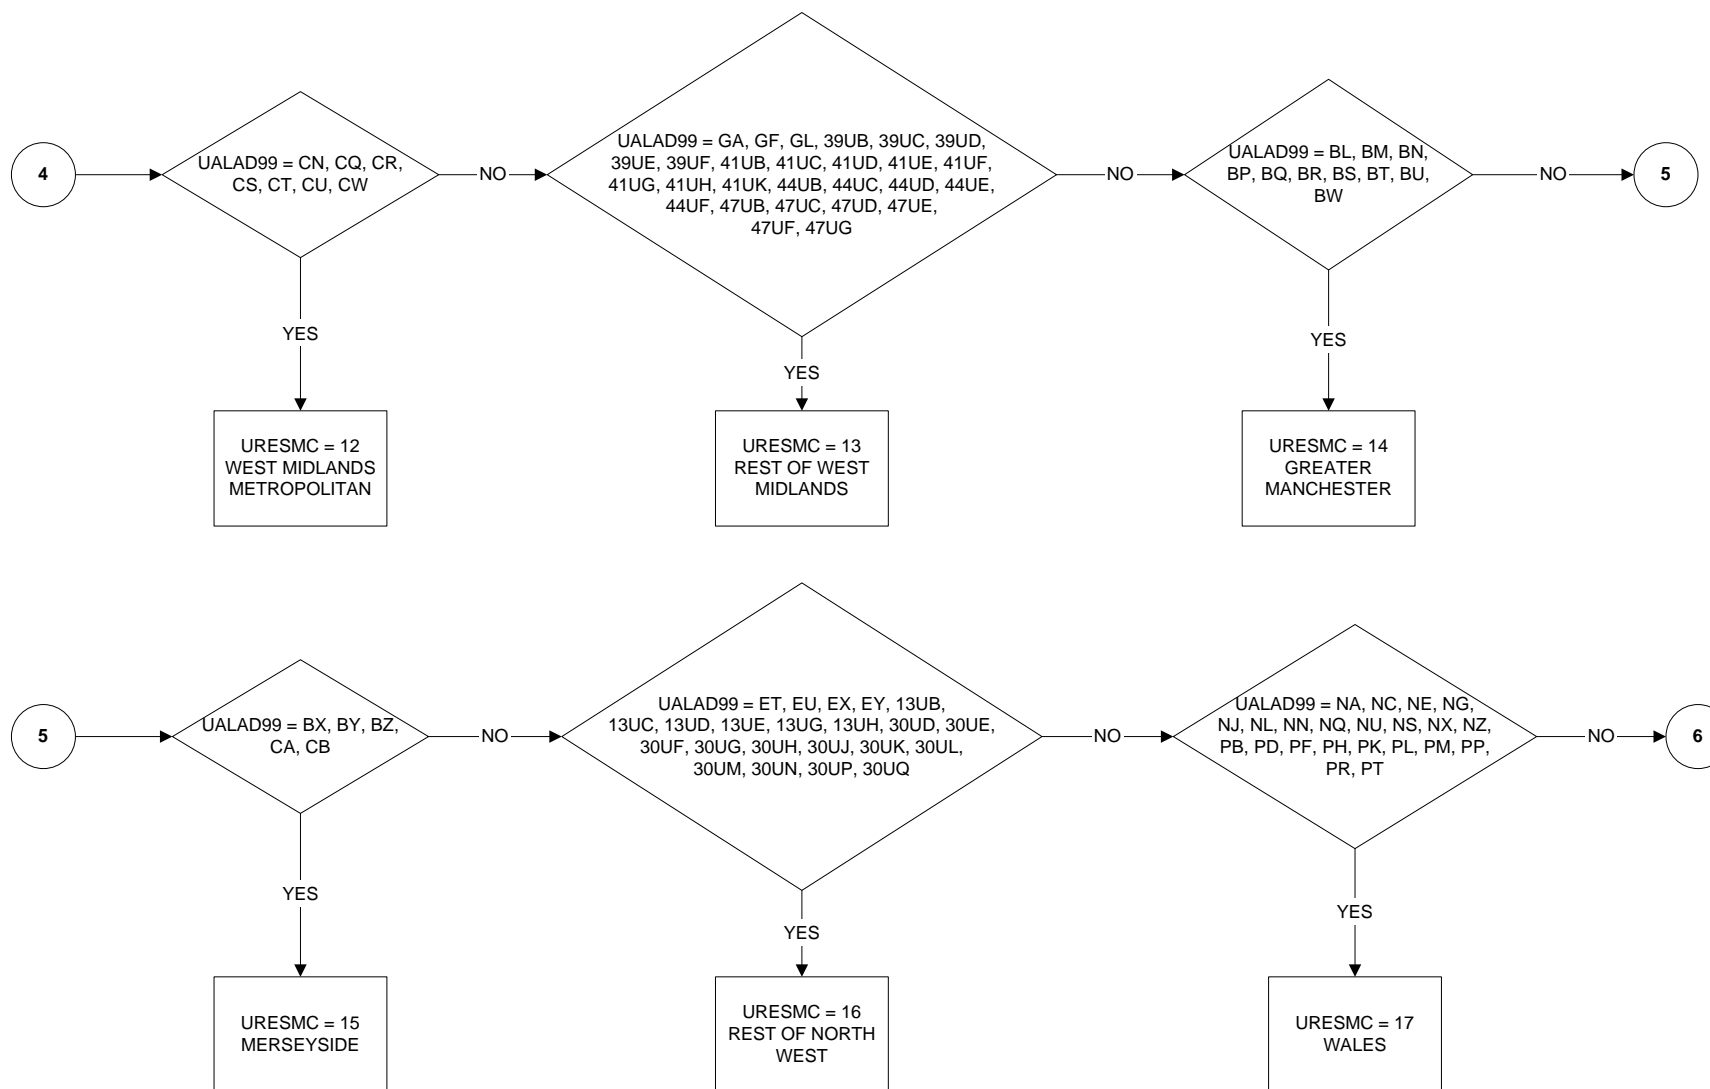 4
UALAD99 = CN, CQ, CR,
CS, CT, CU, CW
NO
UALAD99 = GA, GF, GL, 39UB, 39UC, 39UD,
39UE, 39UF, 41UB, 41UC, 41UD, 41UE, 41UF,
41UG, 41UH, 41UK, 44UB, 44UC, 44UD, 44UE,
44UF, 47UB, 47UC, 47UD, 47UE,
47UF, 47UG
NO
UALAD99 = BL, BM, BN,
BP, BQ, BR, BS, BT, BU,
BW
NO
5
YES
YES
YES
URESMC = 12
WEST MIDLANDS
METROPOLITAN
URESMC = 13
REST OF WEST
MIDLANDS
URESMC = 14
GREATER
MANCHESTER
5
UALAD99 = BX, BY, BZ,
CA, CB
NO
UALAD99 = ET, EU, EX, EY, 13UB,
13UC, 13UD, 13UE, 13UG, 13UH, 30UD, 30UE,
30UF, 30UG, 30UH, 30UJ, 30UK, 30UL,
30UM, 30UN, 30UP, 30UQ
NO
UALAD99 = NA, NC, NE, NG,
NJ, NL, NN, NQ, NU, NS, NX, NZ,
PB, PD, PF, PH, PK, PL, PM, PP,
PR, PT
NO
6
YES
YES
YES
URESMC = 15
MERSEYSIDE
URESMC = 16
REST OF NORTH
WEST
URESMC = 17
WALES